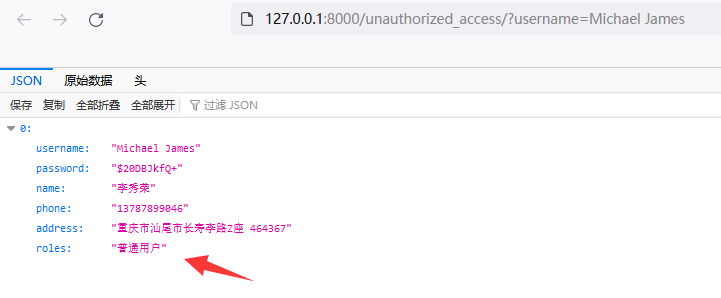 127.0.0.1:8000/unauthorized_access/?username=Michael James
JSON 原始数据 头
保存 复制 全部折叠 全部展开 过滤 JSON
0:
username: "Michael James"
password: "$20DBJkfQ+"
name: "李秀荣"
phone: "13787899046"
address: "重庆市汕尾市长寿李路Z座 464367"
roles: "普通用户"